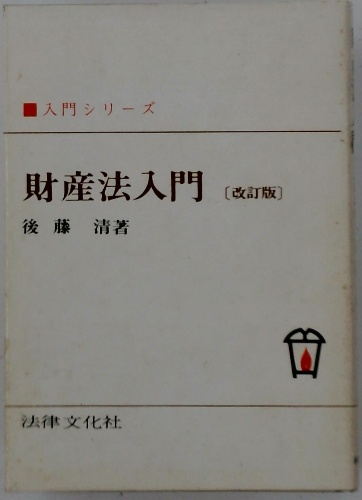 ■入門シリーズ
財産法入門〔改訂版〕
後藤 清著
法律文化社